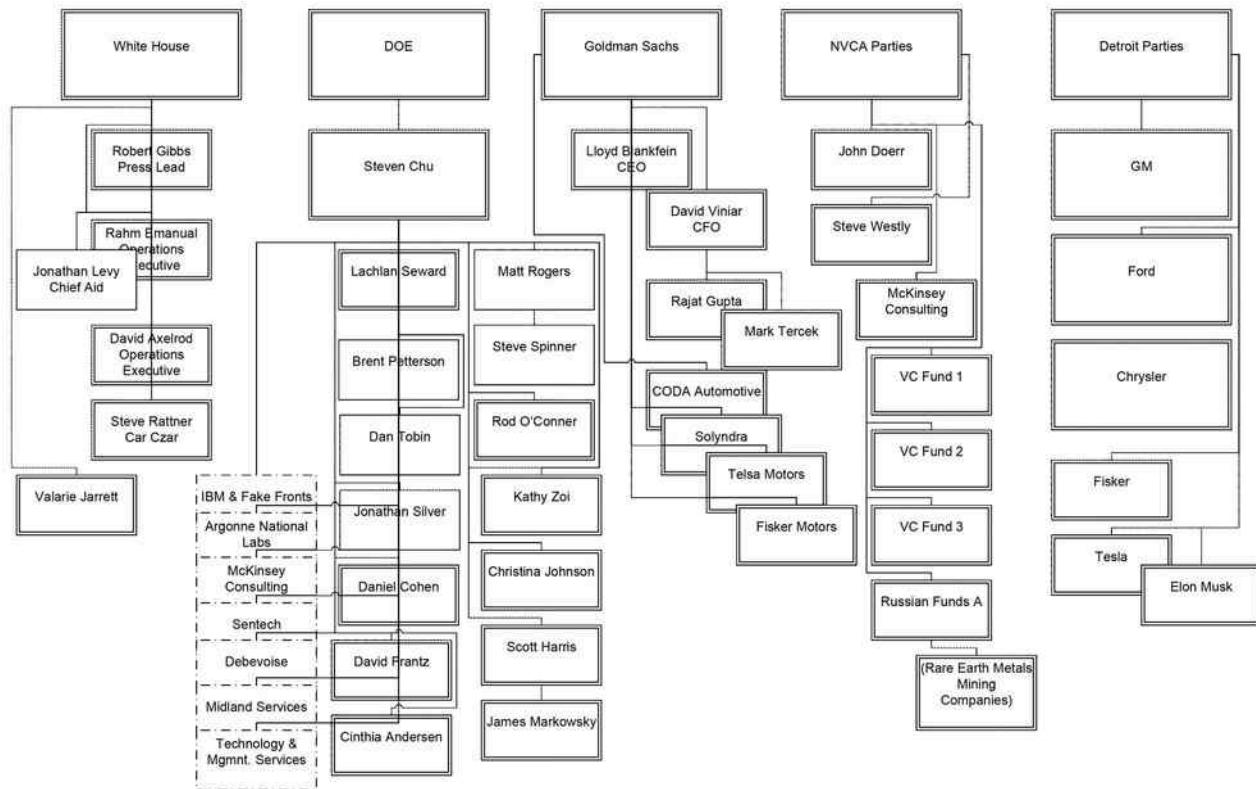 White House
DOE
Goldman Sachs
NVCA Parties
Detroit Parties
Robert Gibbs
Press Lead
Rahm Emanual
Operations
Executive
Jonathan Levy
Chief Aid
David Axelrod
Operations
Executive
Steve Rattner
Car Czar
Valarie Jarrett
Steven Chu
Lachlan Seward
Brent Petterson
Dan Tobin
Jonathan Silver
Daniel Cohen
David Frantz
Cinthia Andersen
IBM & Fake Fronts
Argonne National
Labs
McKinsey
Consulting
Sentech
Debevoise
Midland Services
Technology &
Mgmnt. Services
Matt Rogers
Steve Spinner
Rod O'Conner
Kathy Zoi
Christina Johnson
Scott Harris
James Markowsky
Lloyd Blankfein
CEO
David Viniar
CFO
Rajat Gupta
Mark Tercek
CODA Automotive
Solyndra
Telsa Motors
Fisker Motors
John Doerr
Steve Westly
McKinsey
Consulting
VC Fund 1
VC Fund 2
VC Fund 3
Russian Funds A
(Rare Earth Metals
Mining
Companies)
GM
Ford
Chrysler
Fisker
Tesla
Elon Musk